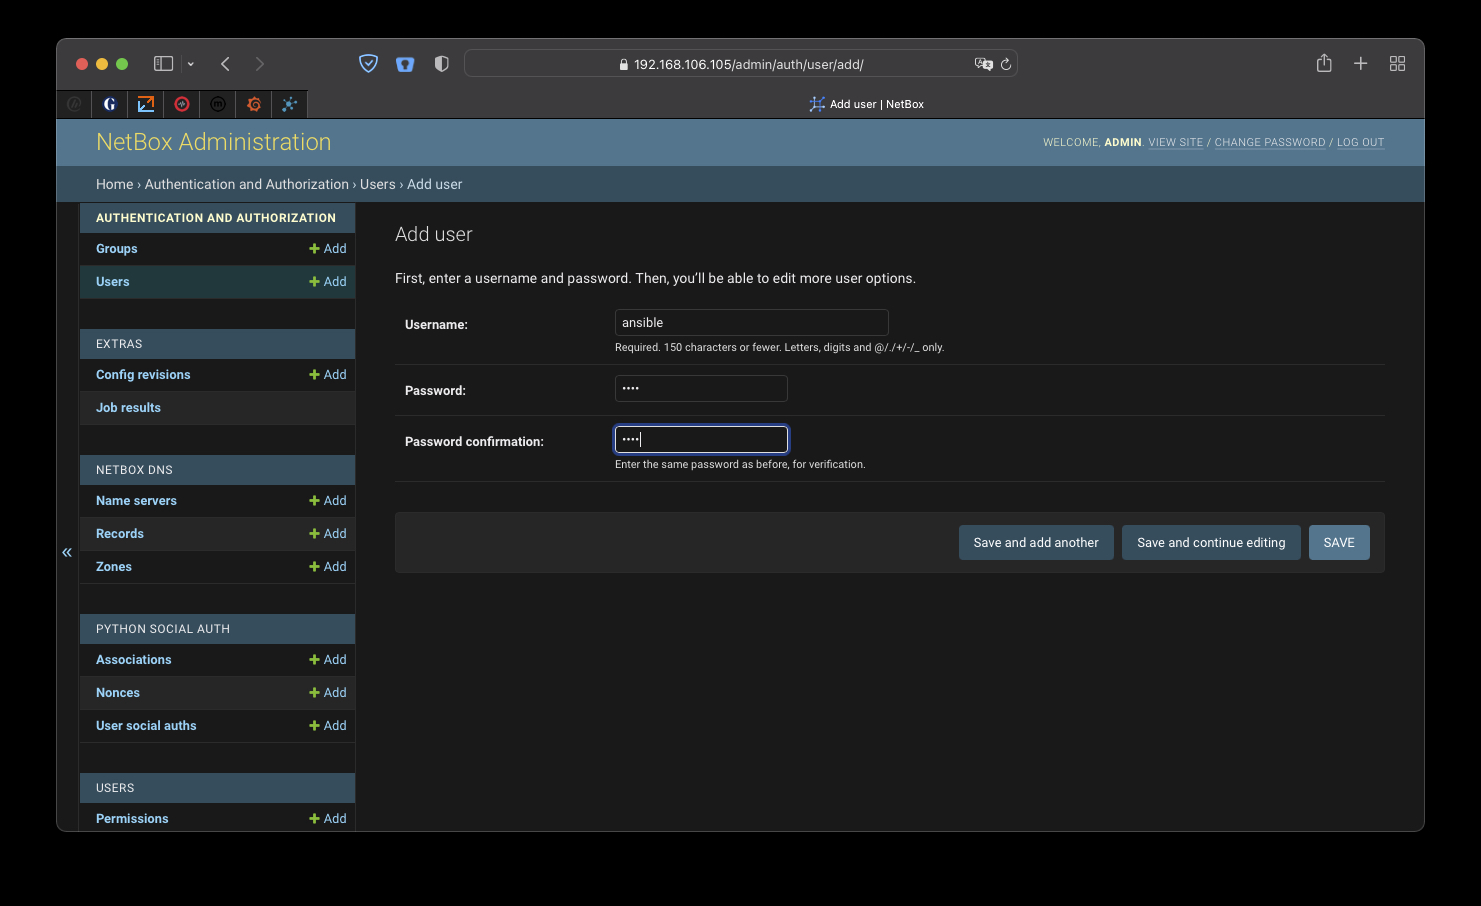 192.168.106.105/admin/auth/user/add/
Add user | NetBox
NetBox Administration
WELCOME, ADMIN. VIEW SITE / CHANGE PASSWORD / LOG OUT
Home › Authentication and Authorization › Users › Add user
AUTHENTICATION AND AUTHORIZATION
Groups + Add
Users + Add
EXTRAS
Config revisions + Add
Job results
NETBOX DNS
Name servers + Add
Records + Add
Zones + Add
«
PYTHON SOCIAL AUTH
Associations + Add
Nonces + Add
User social auths + Add
USERS
Permissions + Add
Add user
First, enter a username and password. Then, you’ll be able to edit more user options.
Username: ansible
Required. 150 characters or fewer. Letters, digits and @/./+/-/_ only.
Password: ••••
Password confirmation: ••••
Enter the same password as before, for verification.
Save and add another Save and continue editing SAVE